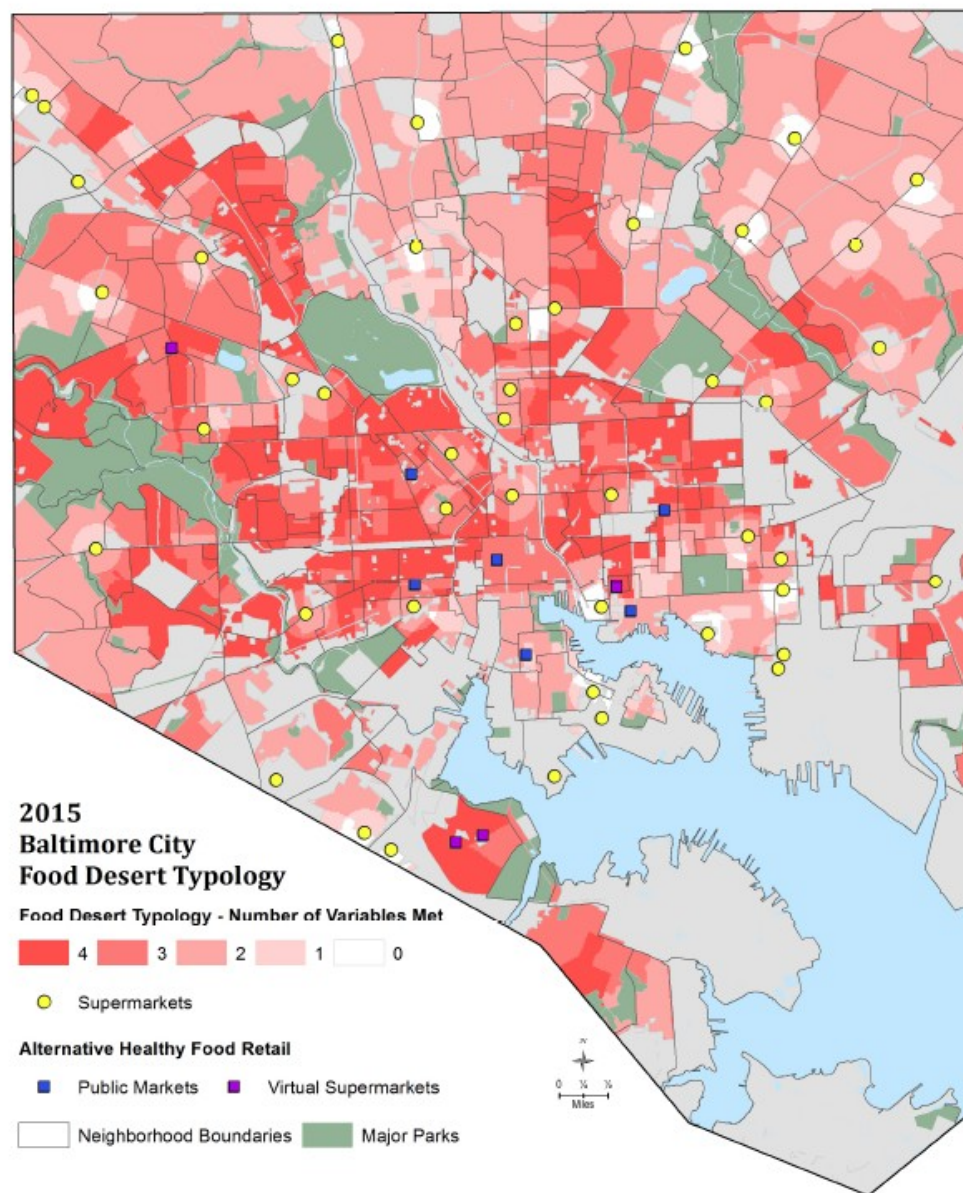 2015
Baltimore City
Food Desert Typology
Food Desert Typology - Number of Variables Met
4 3 2 1 0
Supermarkets
Alternative Healthy Food Retail
Public Markets Virtual Supermarkets
Neighborhood Boundaries Major Parks
N
0
Miles